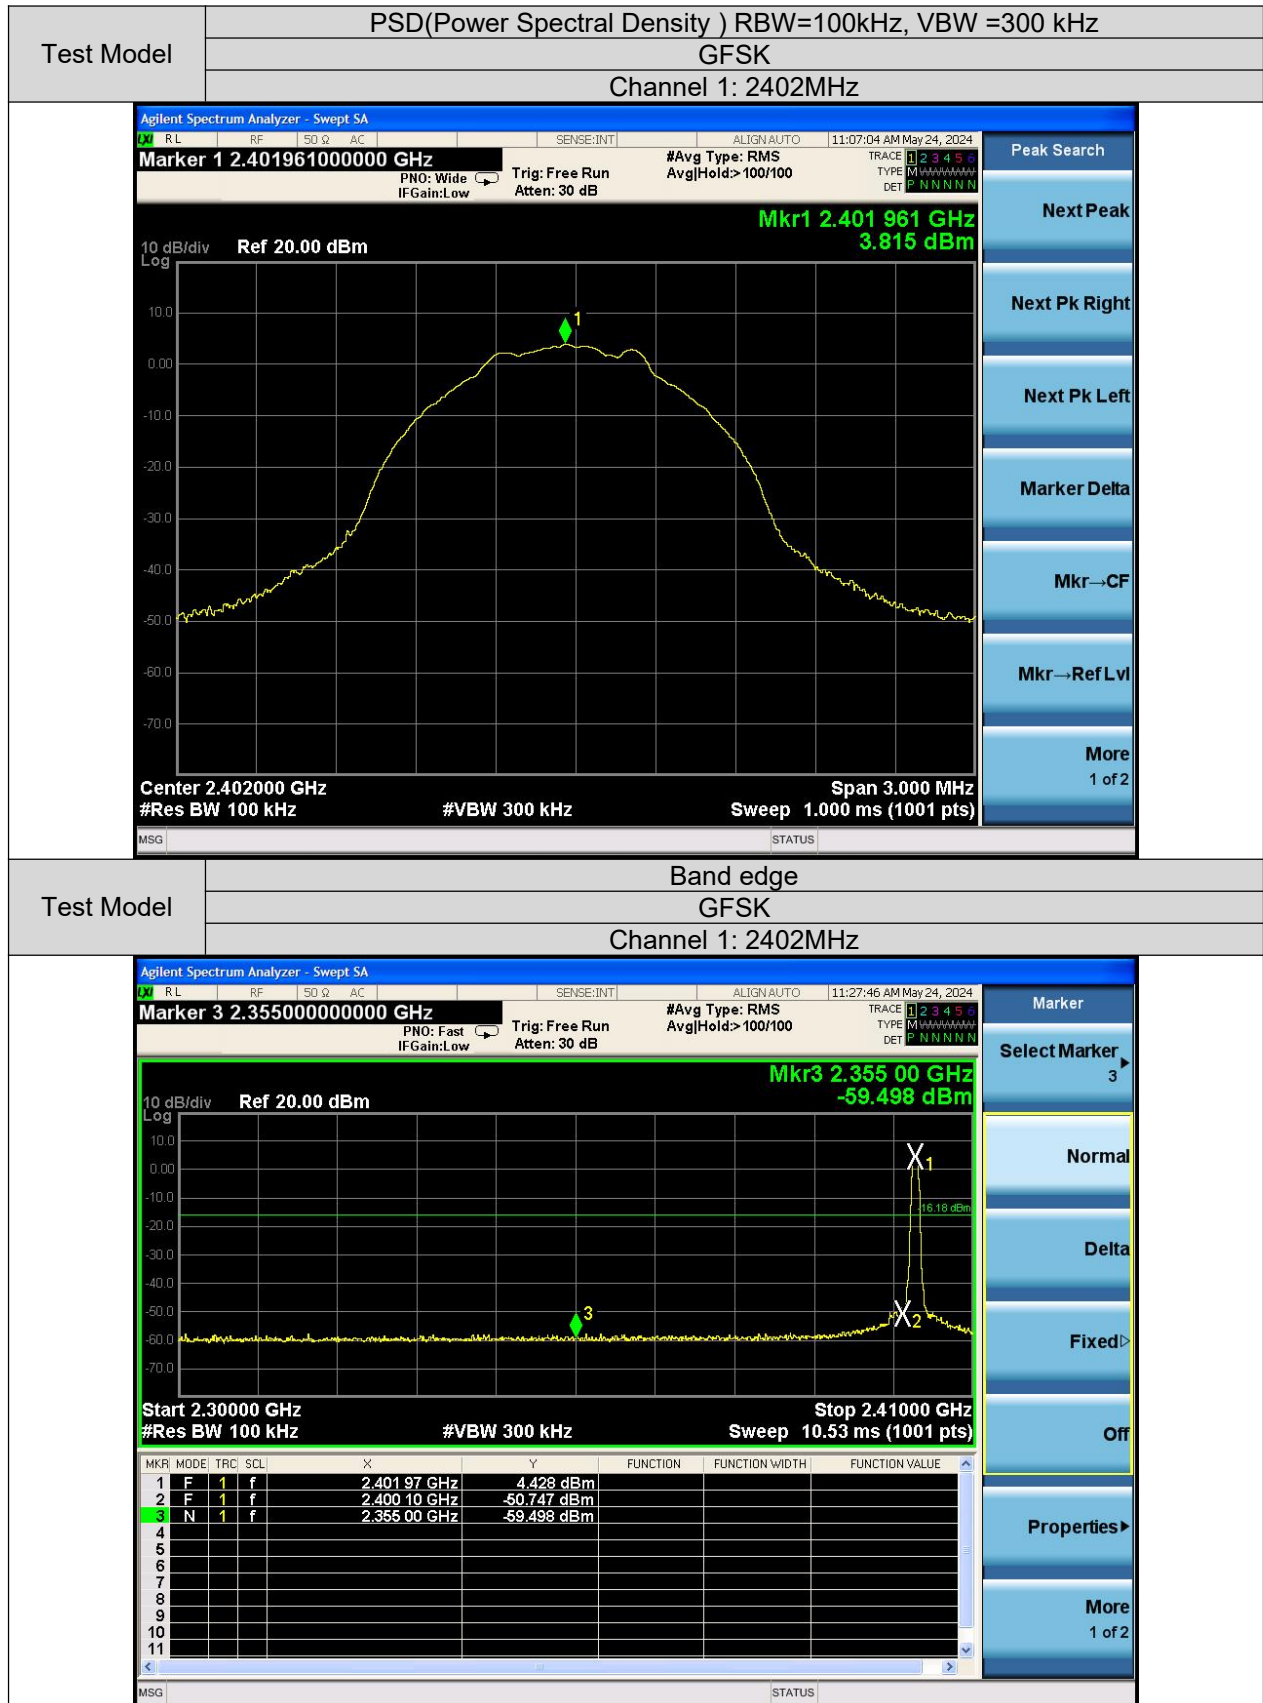 Test Model
PSD(Power Spectral Density ) RBW=100kHz, VBW =300 kHz
GFSK
Channel 1: 2402MHz
Agilent Spectrum Analyzer - Swept SA
LXI RL RF 50 Ω AC SENSE:INT ALIGN AUTO 11:07:04 AM May 24, 2024
Marker 1 2.401961000000 GHz
PNO: Wide
IFGain:Low
Trig: Free Run
Atten: 30 dB
#Avg Type: RMS
Avg|Hold:>100/100
TRACE 1 2 3 4 5 6
TYPE M
DET P N N N N N
Mkr1 2.401 961 GHz
3.815 dBm
10 dB/div Ref 20.00 dBm
Log
10.0
0.00
-10.0
-20.0
-30.0
-40.0
-50.0
-60.0
-70.0
1
Center 2.402000 GHz Span 3.000 MHz
#Res BW 100 kHz #VBW 300 kHz Sweep 1.000 ms (1001 pts)
MSG STATUS
Peak Search
Next Peak
Next Pk Right
Next Pk Left
Marker Delta
Mkr→CF
Mkr→Ref Lvl
More
1 of 2
Test Model
Band edge
GFSK
Channel 1: 2402MHz
Agilent Spectrum Analyzer - Swept SA
LXI RL RF 50 Ω AC SENSE:INT ALIGN AUTO 11:27:46 AM May 24, 2024
Marker 3 2.355000000000 GHz
PNO: Fast
IFGain:Low
Trig: Free Run
Atten: 30 dB
#Avg Type: RMS
Avg|Hold:>100/100
TRACE 1 2 3 4 5 6
TYPE M
DET P N N N N N
Mkr3 2.355 00 GHz
-59.498 dBm
10 dB/div Ref 20.00 dBm
Log
10.0
0.00
-10.0
-20.0
-30.0
-40.0
-50.0
-60.0
-70.0
1
-16.18 dBm
3
2
Start 2.30000 GHz Stop 2.41000 GHz
#Res BW 100 kHz #VBW 300 kHz Sweep 10.53 ms (1001 pts)
MKR MODE TRC SCL X Y FUNCTION FUNCTION WIDTH FUNCTION VALUE
1 F 1 f 2.401 97 GHz 4.428 dBm
2 F 1 f 2.400 10 GHz -50.747 dBm
3 N 1 f 2.355 00 GHz -59.498 dBm
4
5
6
7
8
9
10
11
MSG STATUS
Marker
Select Marker
3
Normal
Delta
Fixed
Off
Properties
More
1 of 2